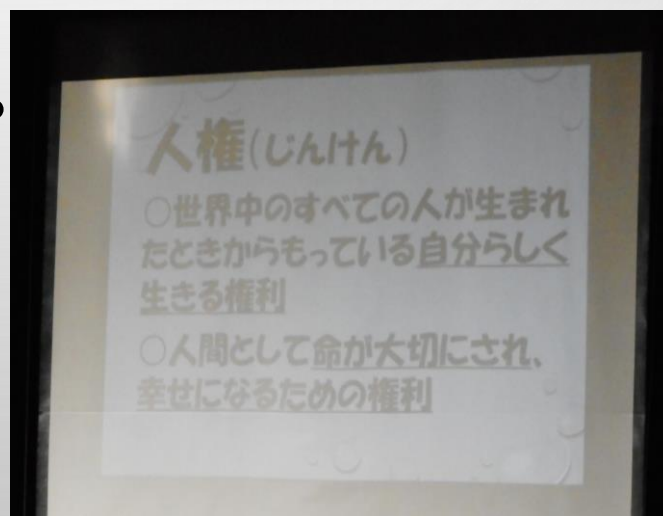 人権(じんけん)
○世界中のすべての人が生まれ
たときからもっている自分らしく
生きる権利
○人間として命が大切にされ、
幸せになるための権利